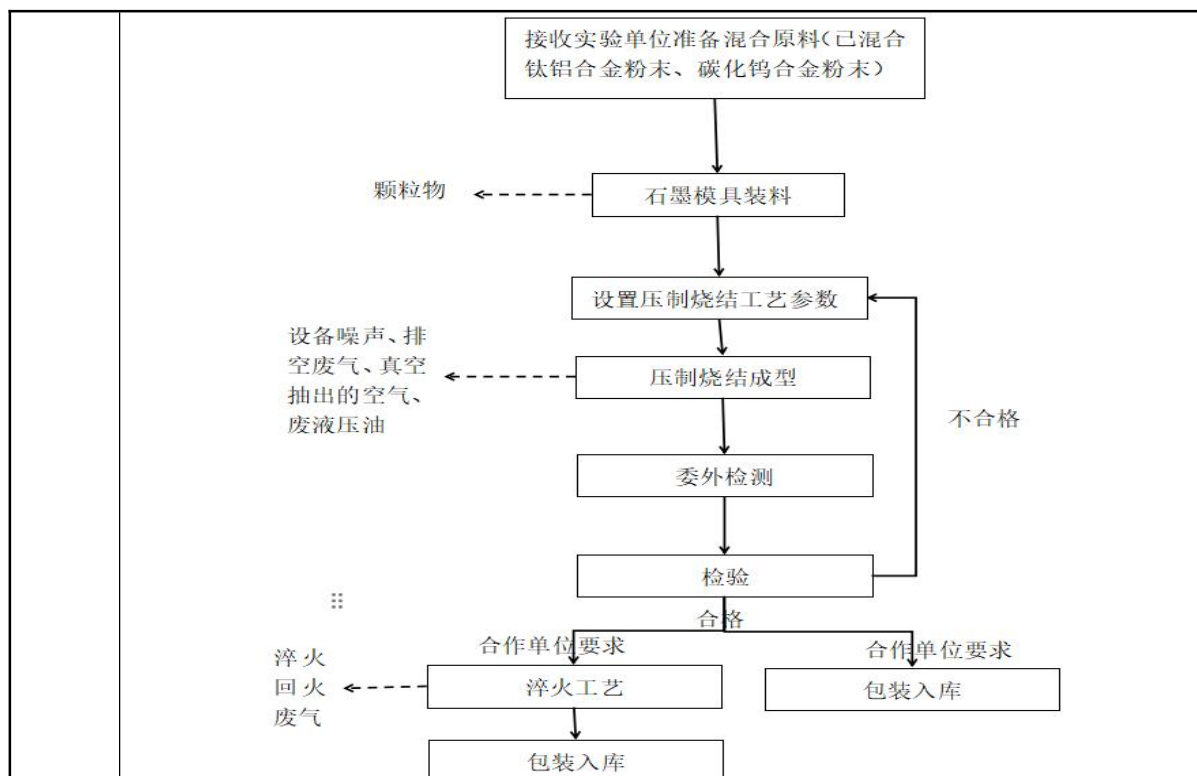 接收实验单位准备混合原料（已混合
钛铝合金粉末、碳化钨合金粉末）
颗粒物
石墨模具装料
设置压制烧结工艺参数
设备噪声、排
空废气、真空
抽出的空气、
废液压油
压制烧结成型
不合格
委外检测
检验
合格
合作单位要求
合作单位要求
淬火
回火
废气
淬火工艺
包装入库
包装入库